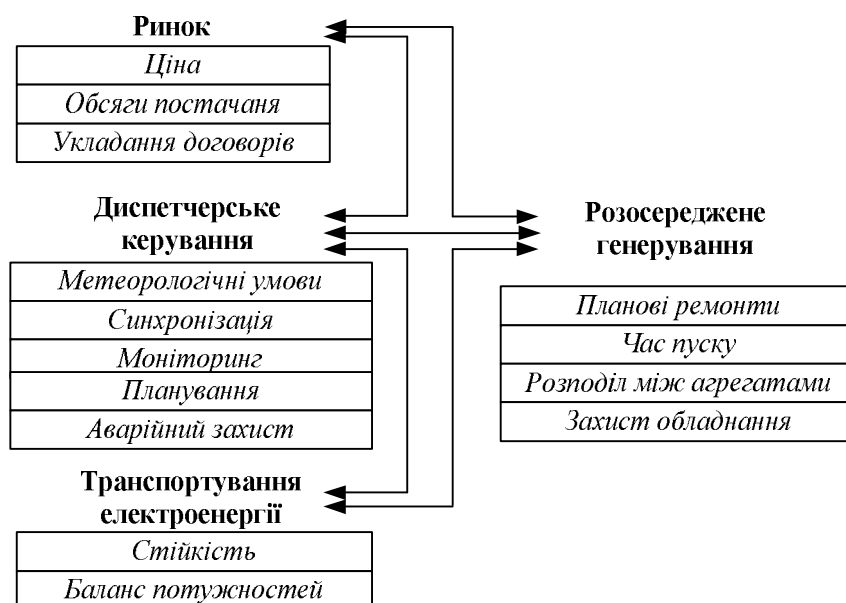 Ринок
Ціна
Обсяги постачаня
Укладання договорів
Диспетчерське
керування
Метеорологічні умови
Синхронізація
Моніторинг
Планування
Аварійний захист
Транспортування
електроенергії
Стійкість
Баланс потужностей
Розосереджене
генерування
Планові ремонти
Час пуску
Розподіл між агрегатами
Захист обладнання